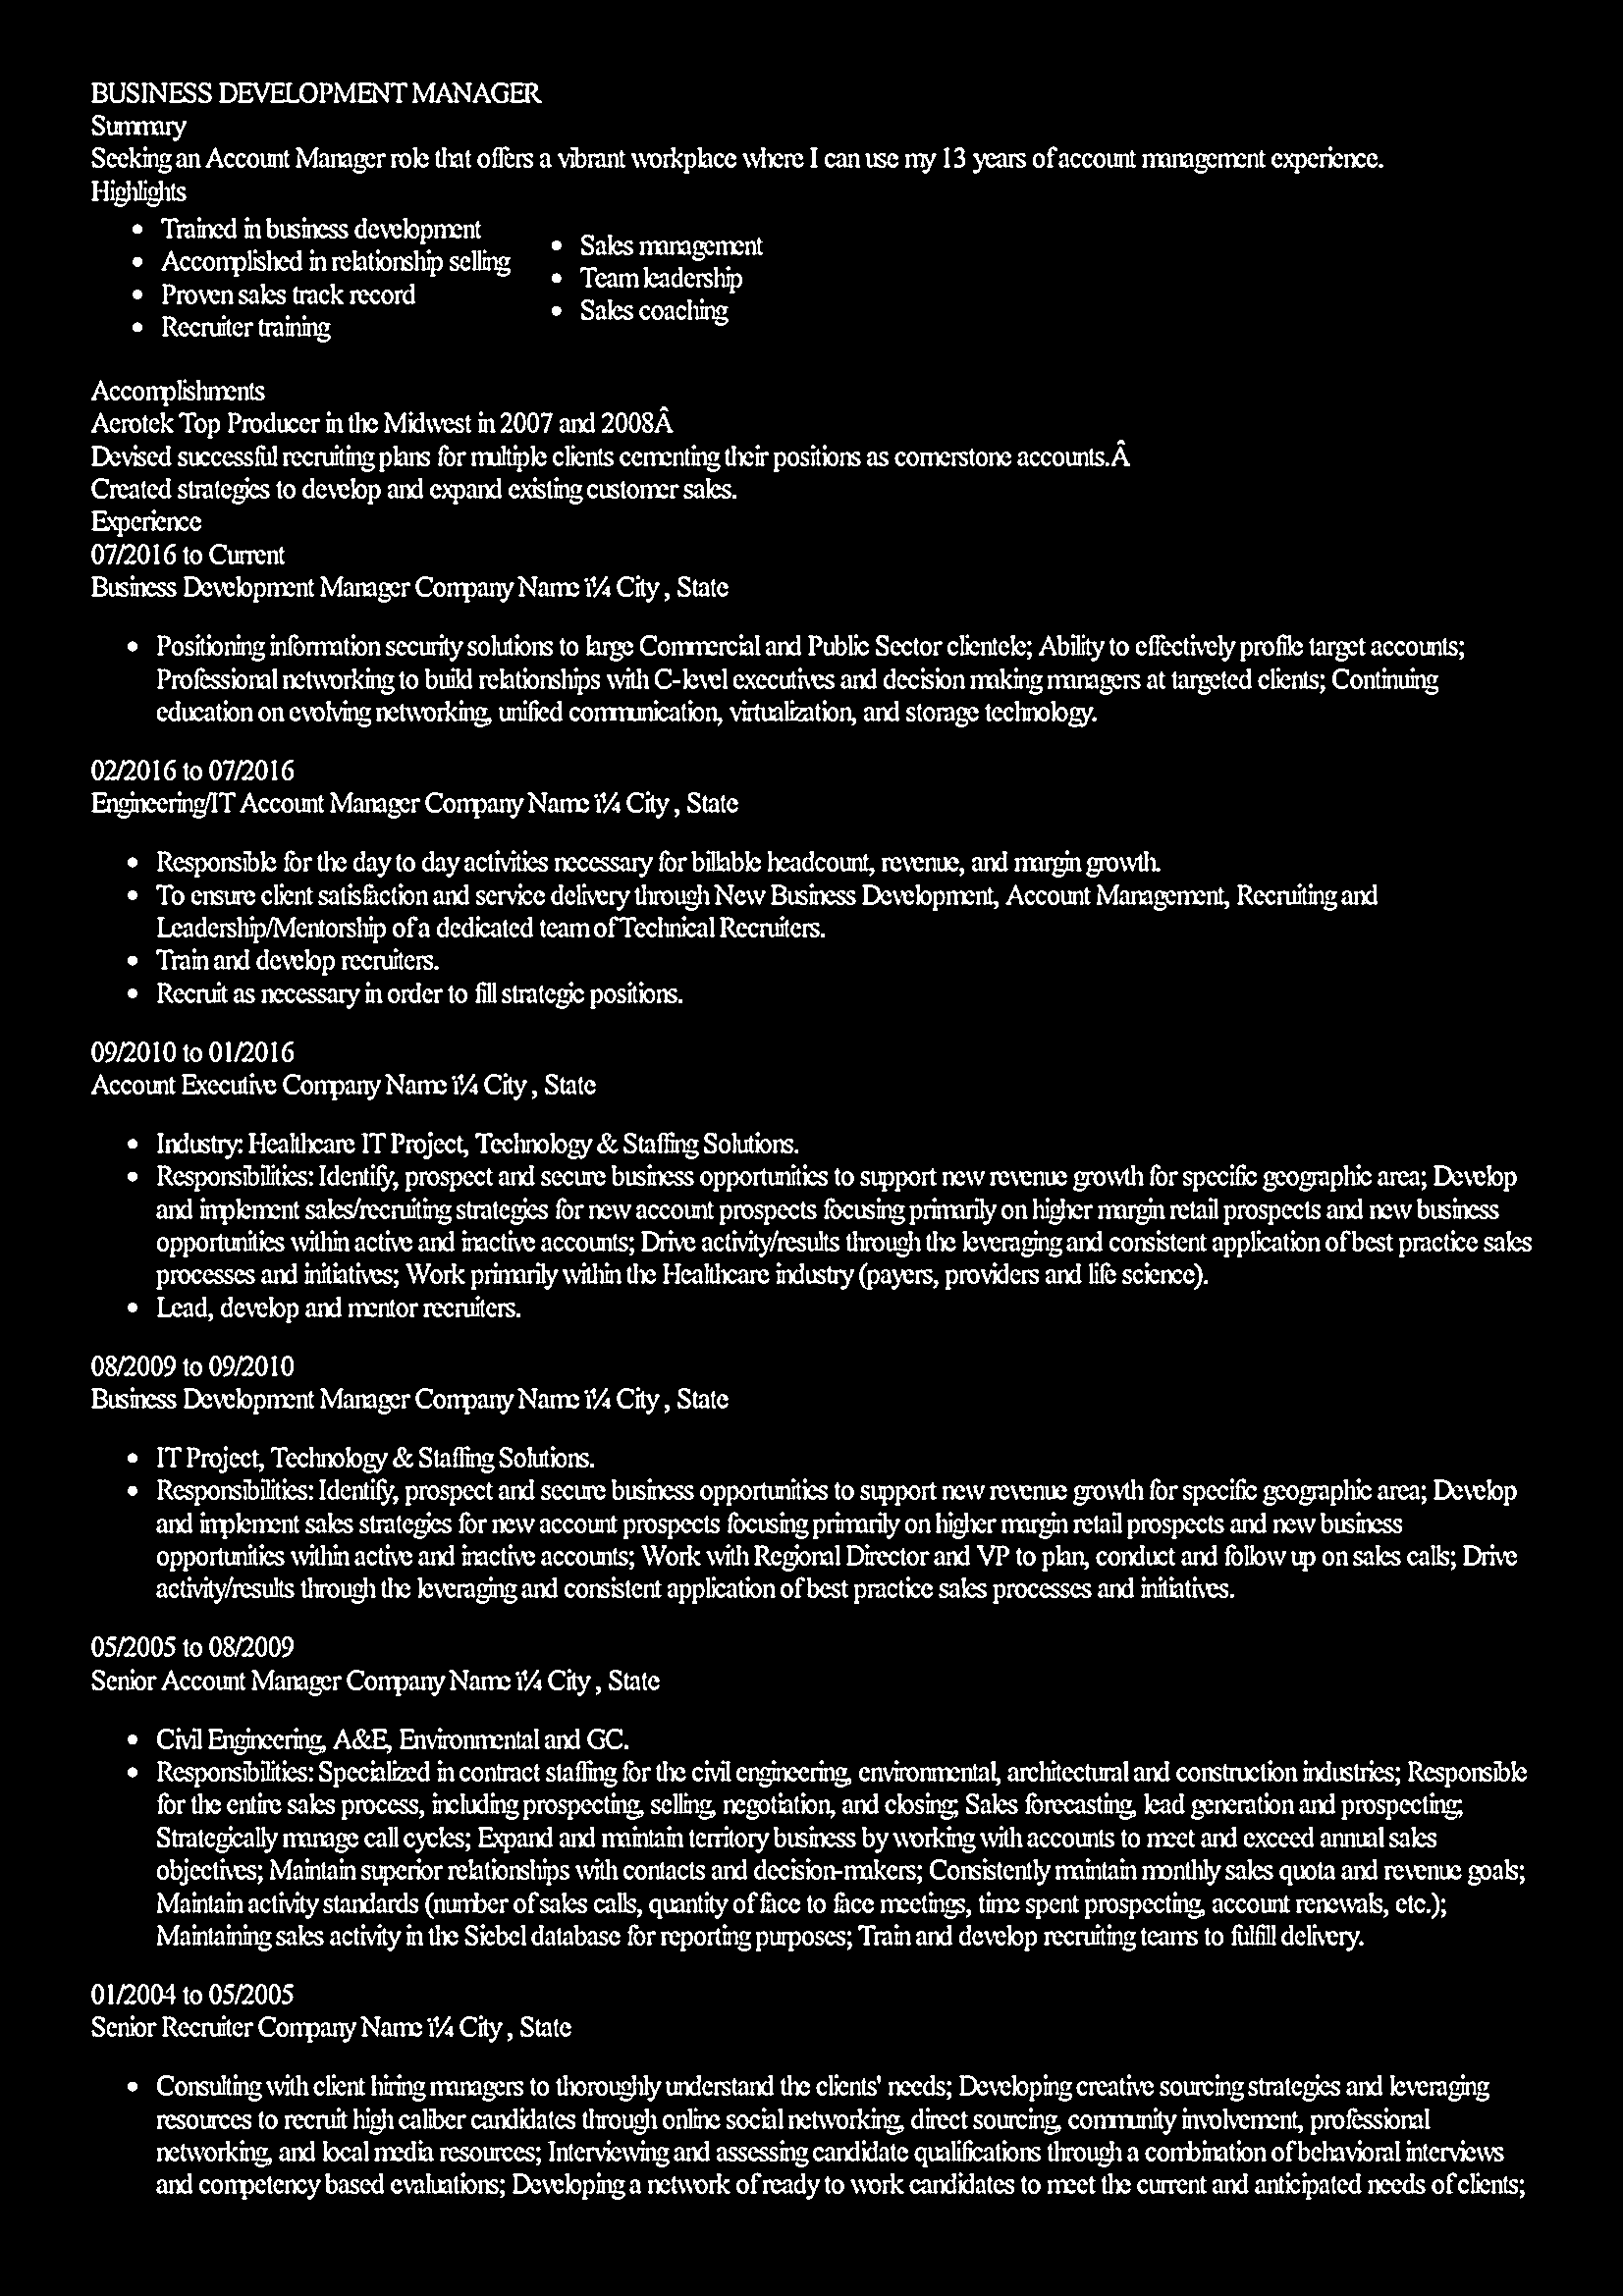 BUSINESS DEVELOPMENT MANAGER
Summary
Seeking an Account Manager role that offers a vibrant workplace where I can use my 13 years of account management experience.
Highlights
• Trained in business development
• Accomplished in relationship selling
• Proven sales track record
• Recruiter training
• Sales management
• Team leadership
• Sales coaching
Accomplishments
Aerotek Top Producer in the Midwest in 2007 and 2008Â
Devised successful recruiting plans for multiple clients cementing their positions as cornerstone accounts.Â
Created strategies to develop and expand existing customer sales.
Experience
07/2016 to Current
Business Development Manager Company Name ï¼ City , State
• Positioning information security solutions to large Commercial and Public Sector clientele; Ability to effectively profile target accounts;
Professional networking to build relationships with C-level executives and decision making managers at targeted clients; Continuing
education on evolving networking, unified communication, virtualization, and storage technology.
02/2016 to 07/2016
Engineering/IT Account Manager Company Name ï¼ City , State
• Responsible for the day to day activities necessary for billable headcount, revenue, and margin growth.
• To ensure client satisfaction and service delivery through New Business Development, Account Management, Recruiting and
Leadership/Mentorship of a dedicated team of Technical Recruiters.
• Train and develop recruiters.
• Recruit as necessary in order to fill strategic positions.
09/2010 to 01/2016
Account Executive Company Name ï¼ City , State
• Industry: Healthcare IT Project, Technology & Staffing Solutions.
• Responsibilities: Identify, prospect and secure business opportunities to support new revenue growth for specific geographic area; Develop
and implement sales/recruiting strategies for new account prospects focusing primarily on higher margin retail prospects and new business
opportunities within active and inactive accounts; Drive activity/results through the leveraging and consistent application of best practice sales
processes and initiatives; Work primarily within the Healthcare industry (payers, providers and life science).
• Lead, develop and mentor recruiters.
08/2009 to 09/2010
Business Development Manager Company Name ï¼ City , State
• IT Project, Technology & Staffing Solutions.
• Responsibilities: Identify, prospect and secure business opportunities to support new revenue growth for specific geographic area; Develop
and implement sales strategies for new account prospects focusing primarily on higher margin retail prospects and new business
opportunities within active and inactive accounts; Work with Regional Director and VP to plan, conduct and follow up on sales calls; Drive
activity/results through the leveraging and consistent application of best practice sales processes and initiatives.
05/2005 to 08/2009
Senior Account Manager Company Name ï¼ City , State
• Civil Engineering, A&E, Environmental and GC.
• Responsibilities: Specialized in contract staffing for the civil engineering, environmental, architectural and construction industries; Responsible
for the entire sales process, including prospecting, selling, negotiation, and closing; Sales forecasting, lead generation and prospecting;
Strategically manage call cycles; Expand and maintain territory business by working with accounts to meet and exceed annual sales
objectives; Maintain superior relationships with contacts and decision-makers; Consistently maintain monthly sales quota and revenue goals;
Maintain activity standards (number of sales calls, quantity of face to face meetings, time spent prospecting, account renewals, etc.);
Maintaining sales activity in the Siebel database for reporting purposes; Train and develop recruiting teams to fulfill delivery.
01/2004 to 05/2005
Senior Recruiter Company Name ï¼ City , State
• Consulting with client hiring managers to thoroughly understand the clients' needs; Developing creative sourcing strategies and leveraging
resources to recruit high caliber candidates through online social networking, direct sourcing, community involvement, professional
networking, and local media resources; Interviewing and assessing candidate qualifications through a combination of behavioral interviews
and competency based evaluations; Developing a network of ready to work candidates to meet the current and anticipated needs of clients;